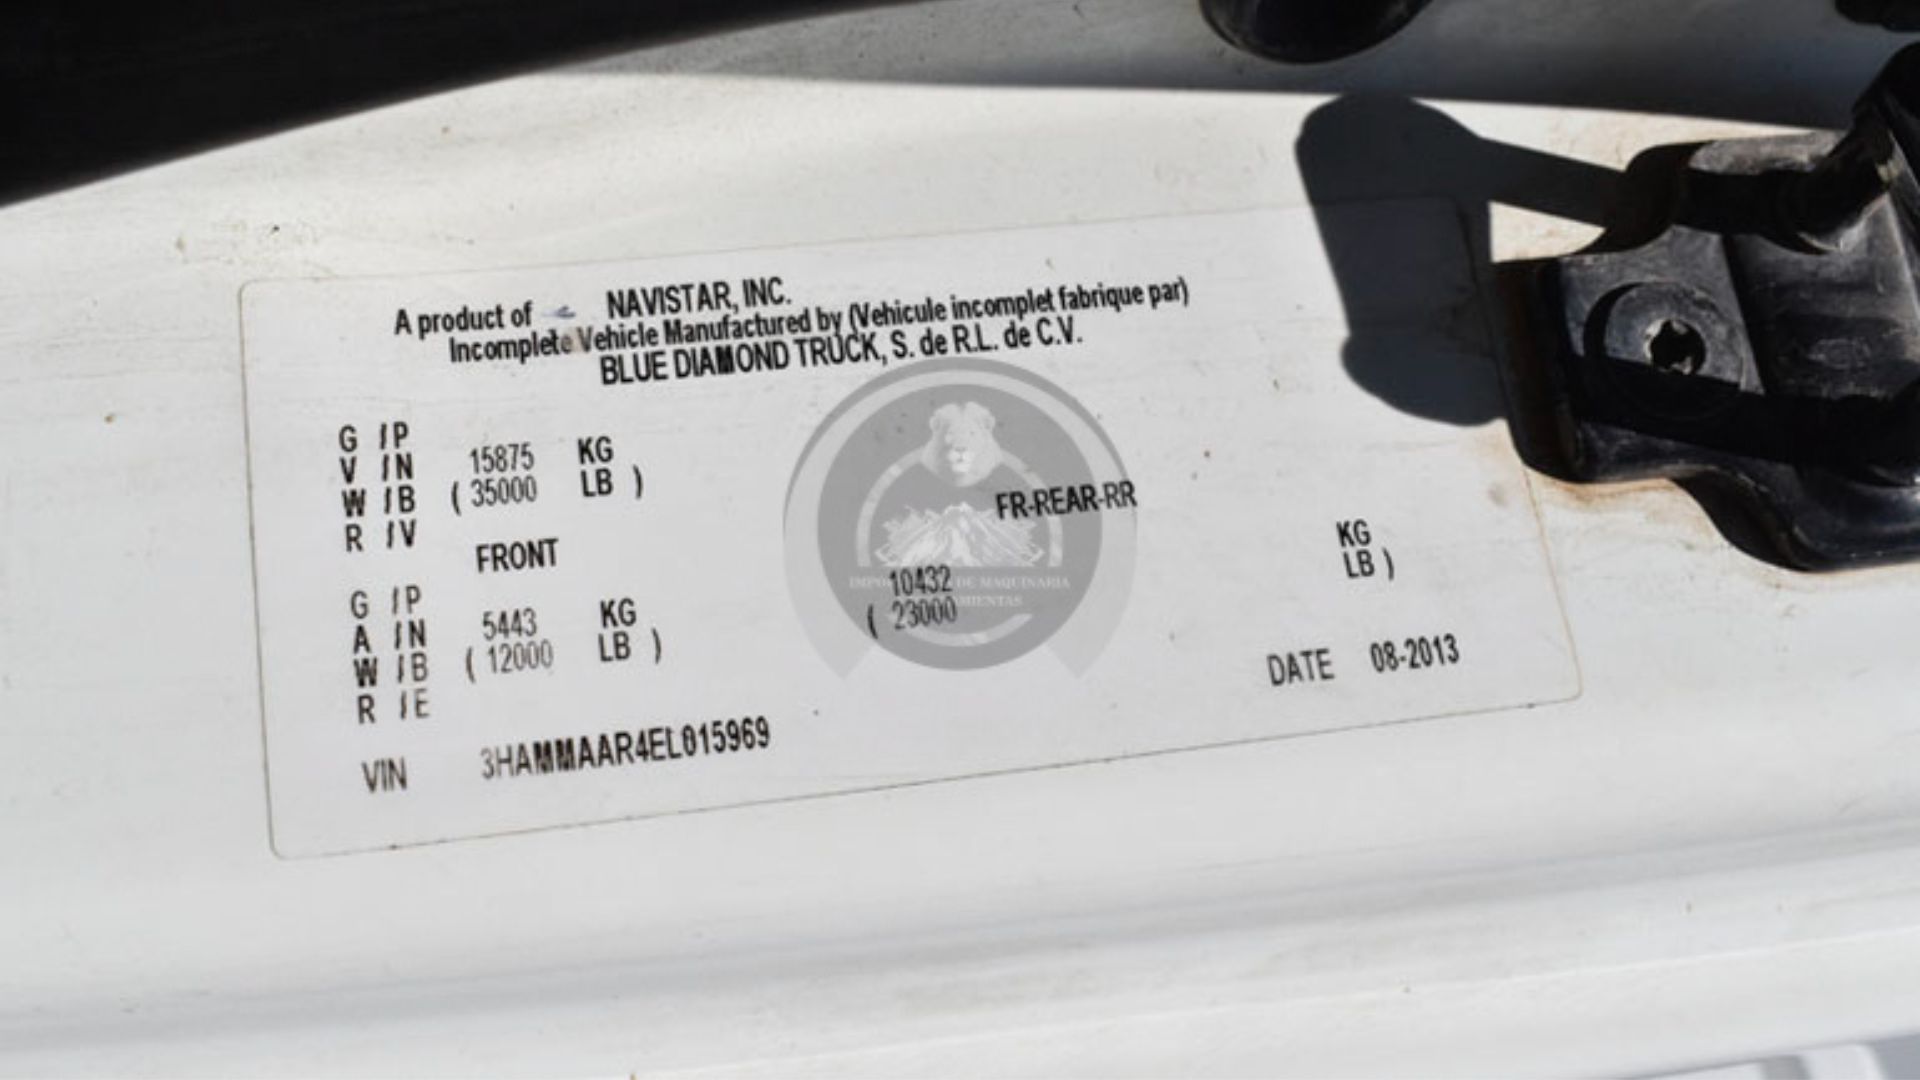 A product of NAVISTAR, INC.
Incomplete Vehicle Manufactured by (Vehicule incomplet fabrique par)
BLUE DIAMOND TRUCK, S. de R.L. de C.V.
G /P
V /N 15875 KG
W /B ( 35000 LB )
R /V
FRONT FR-REAR-RR
G /P
A /N 5443 KG 10432 KG
W /B ( 12000 LB ) ( 23000 LB )
R /E
DATE 08-2013
VIN 3HAMMAAR4EL015969
DE MAQUINARIA